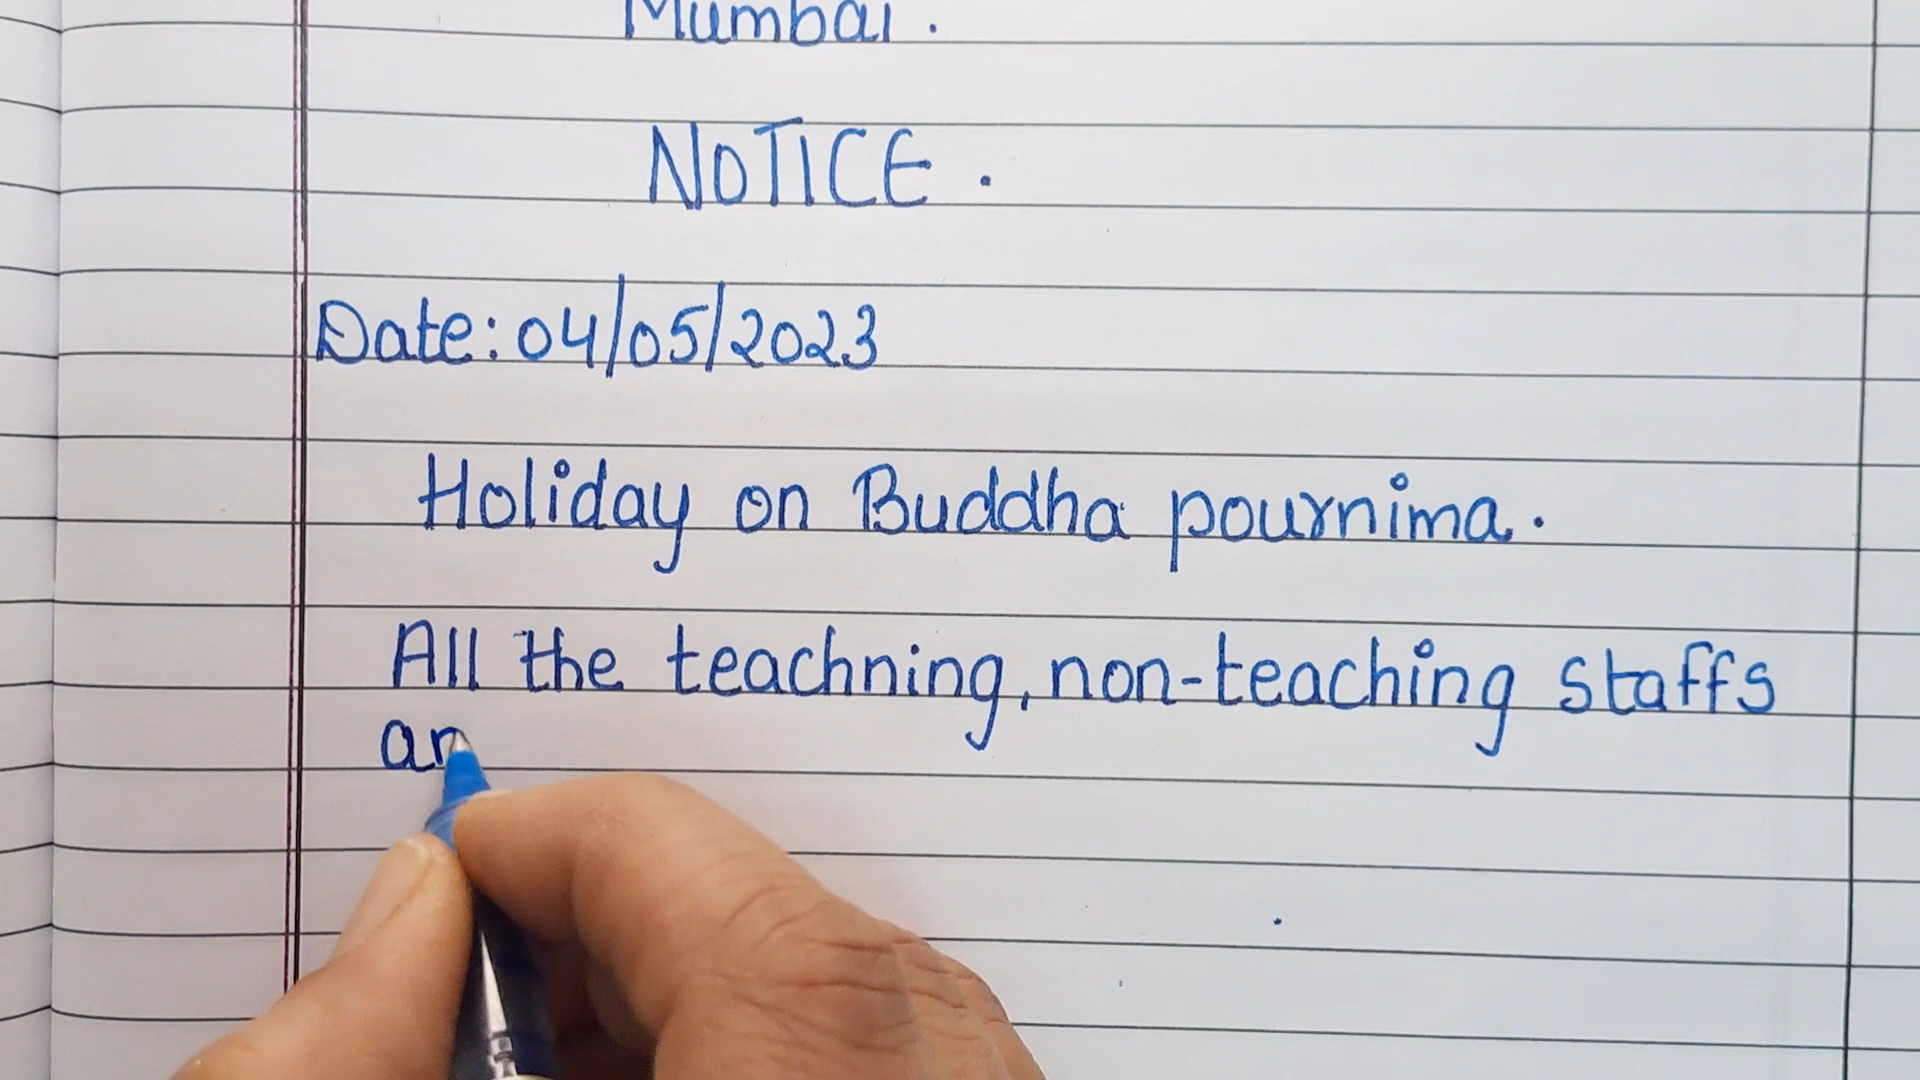 Mumbai.
NOTICE.
Date: 04/05/2023
Holiday on Buddha pournima.
All the teachning, non-teaching staffs
an